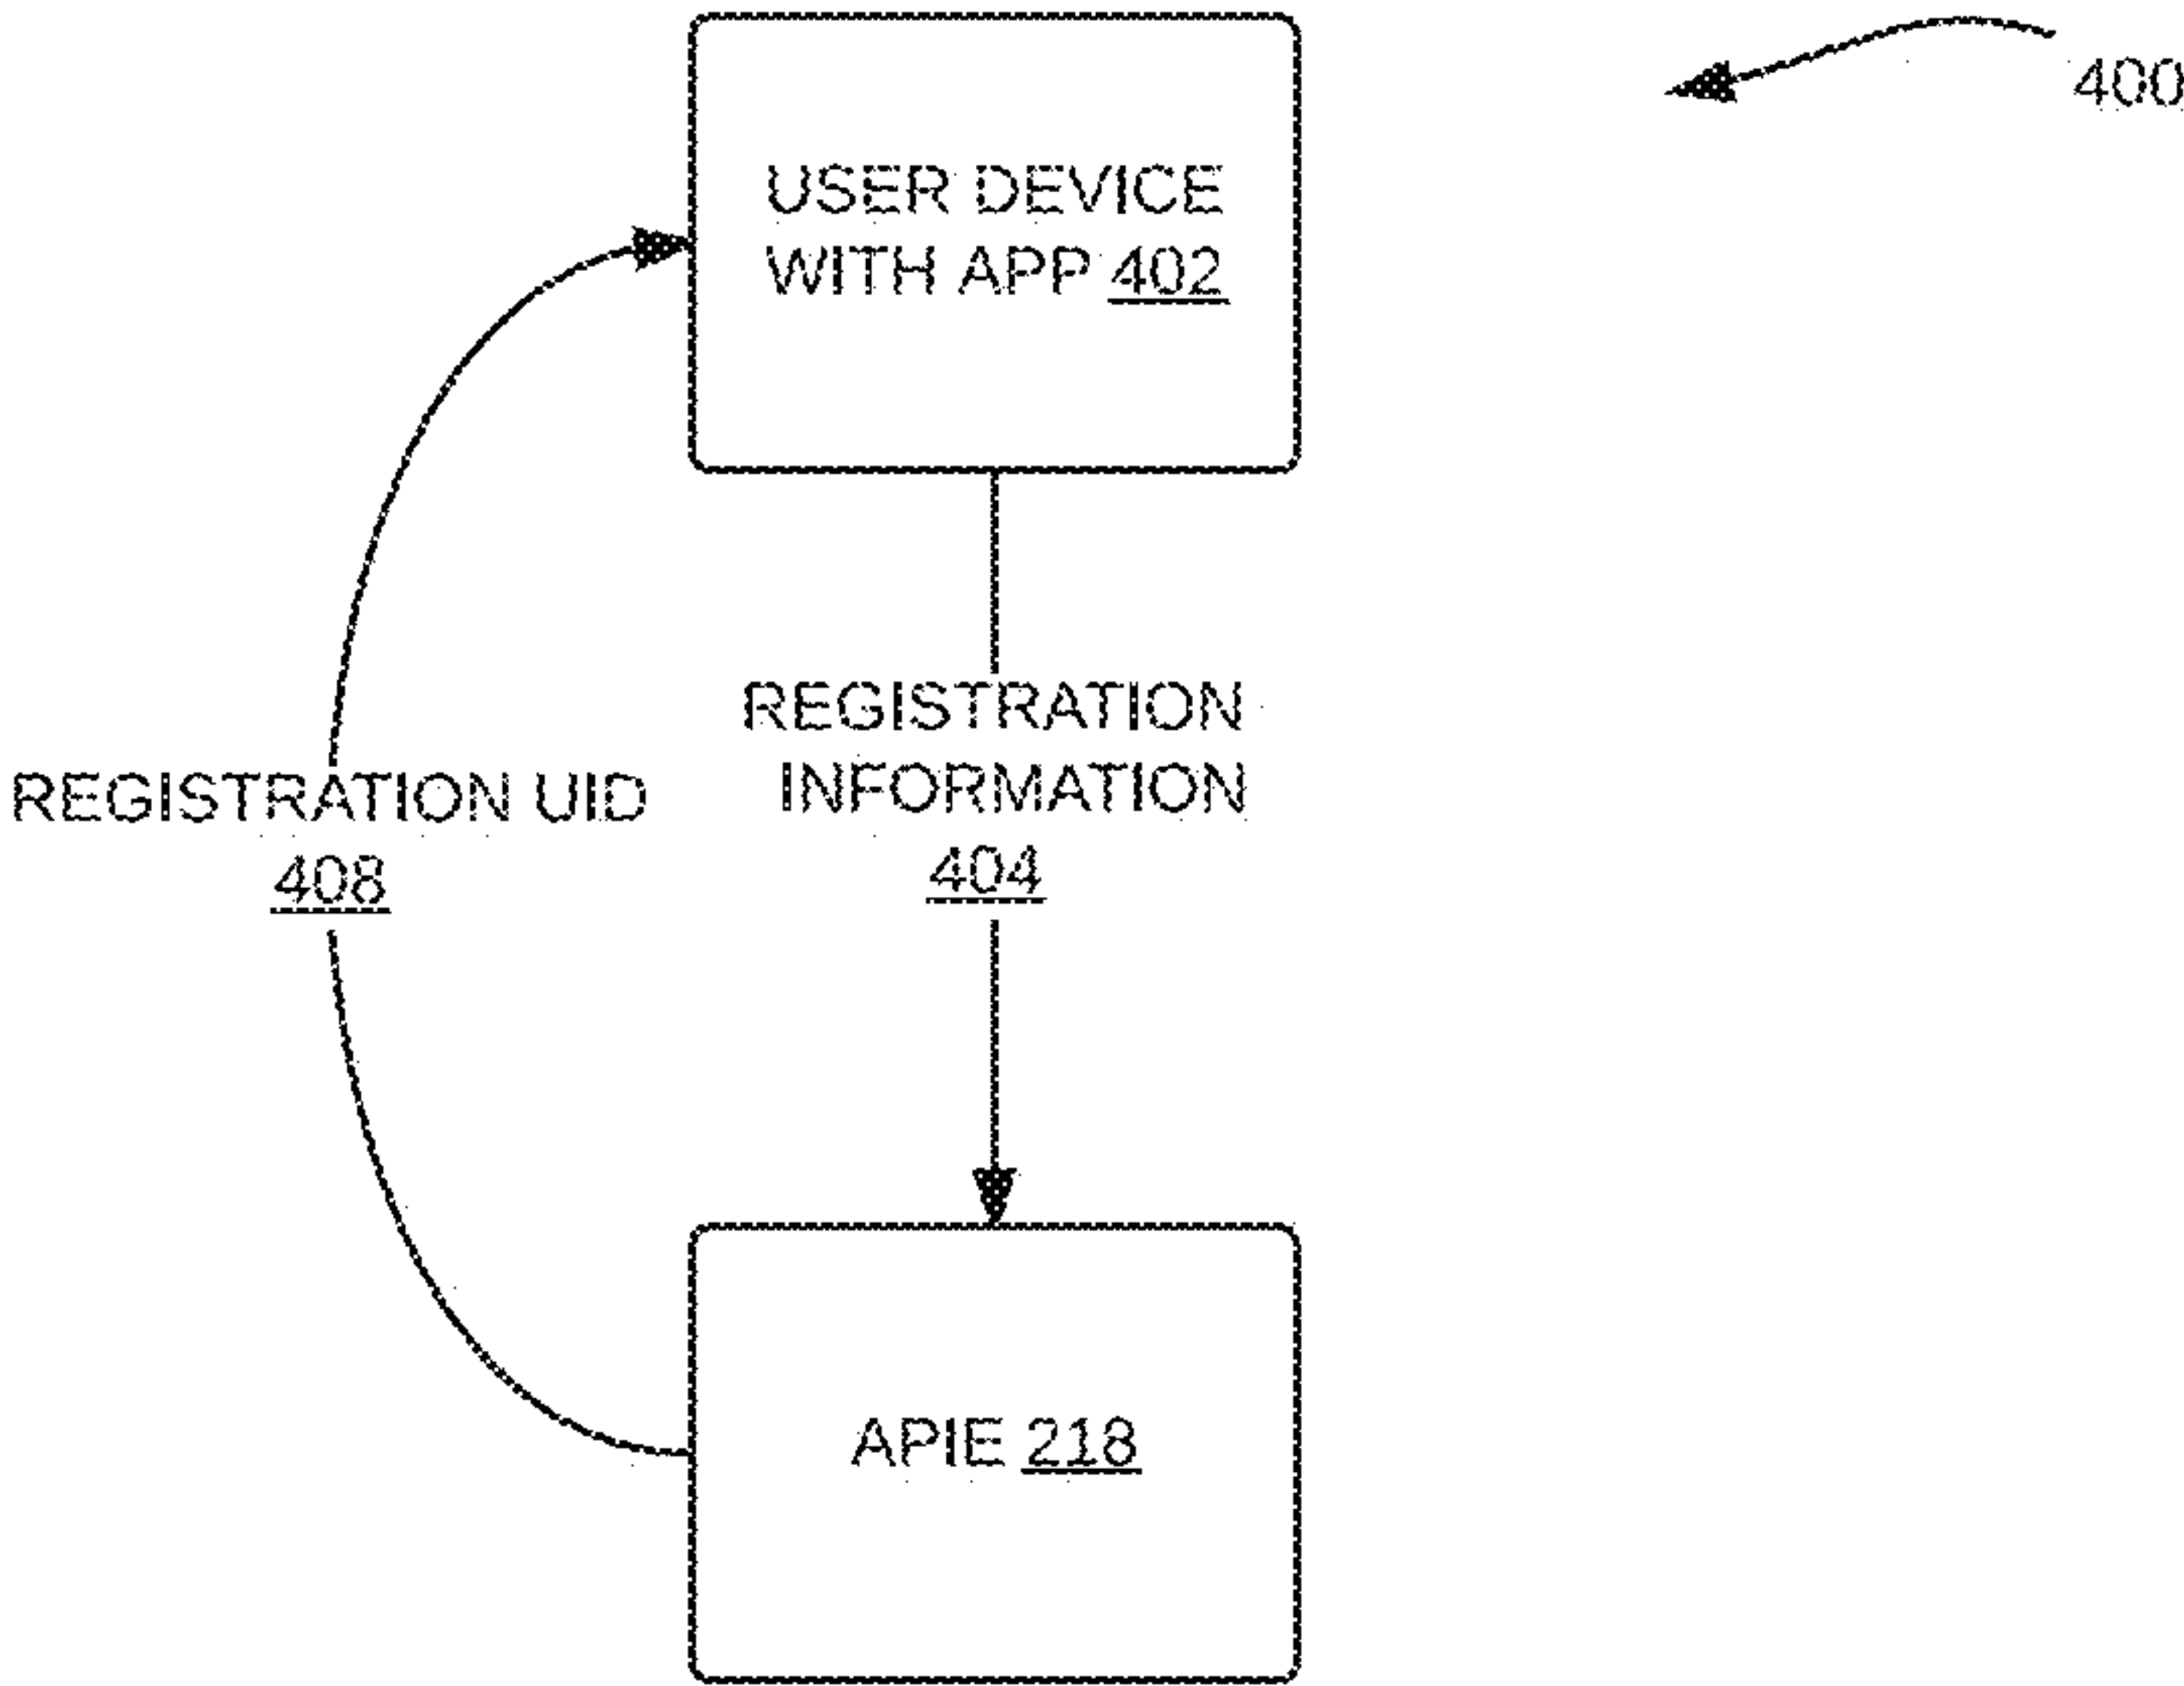 400
USER DEVICE
WITH APP 402
REGISTRATION
INFORMATION
404
REGISTRATION UID
408
APIE 218